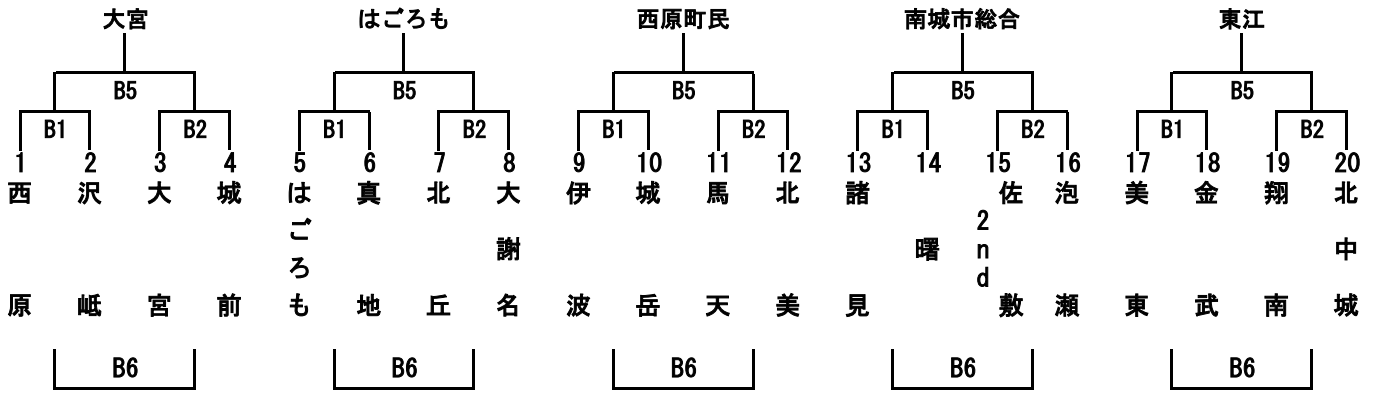 大宮 はごろも 西原町民 南城市総合 東江
B5 B5 B5 B5 B5
B1 B2 B1 B2 B1 B2 B1 B2 B1 B2
1 2 3 4 5 6 7 8 9 10 11 12 13 14 15 16 17 18 19 20
西原
沢岻
大宮
城前
はごろも
真地
北丘
大謝名
伊波
城岳
馬天
北美
諸見
曙
佐敷2nd
泡瀬
美東
金武
翔南
北中城
B6 B6 B6 B6 B6